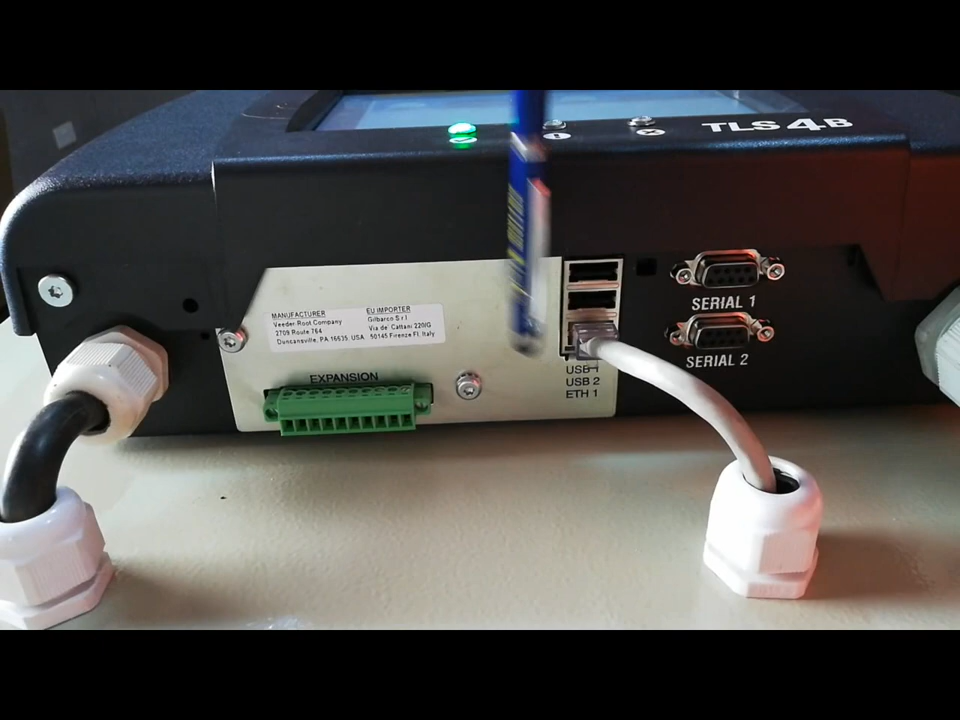 TLS 4B
MANUFACTURER
Veeder Root Company
2709 Route 764
Duncansville, PA 16635 USA
EU IMPORTER
Gilbarco S.r.l
Via de' Cattani 220/G
50145 Firenze FI, Italy
EXPANSION
USB 1
USB 2
ETH 1
SERIAL 1
SERIAL 2